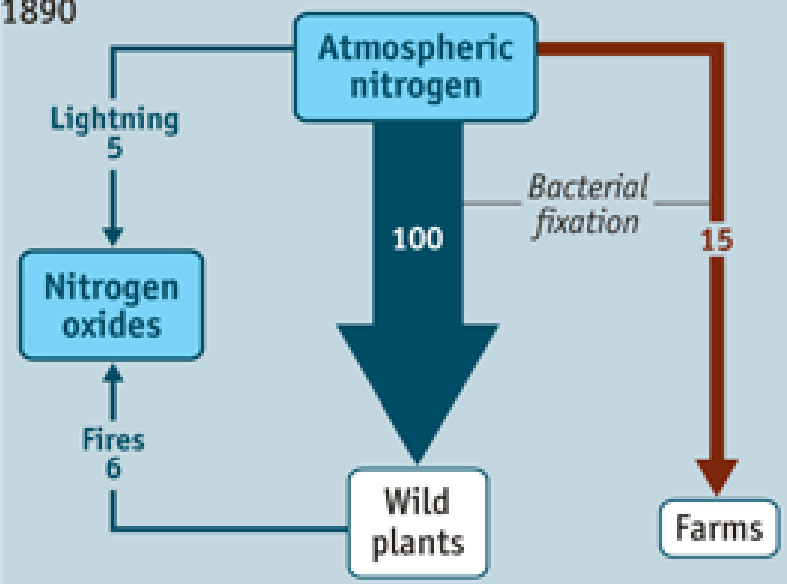 1890
Atmospheric
nitrogen
Lightning
5
Bacterial
fixation
100
15
Nitrogen
oxides
Fires
6
Wild
plants
Farms